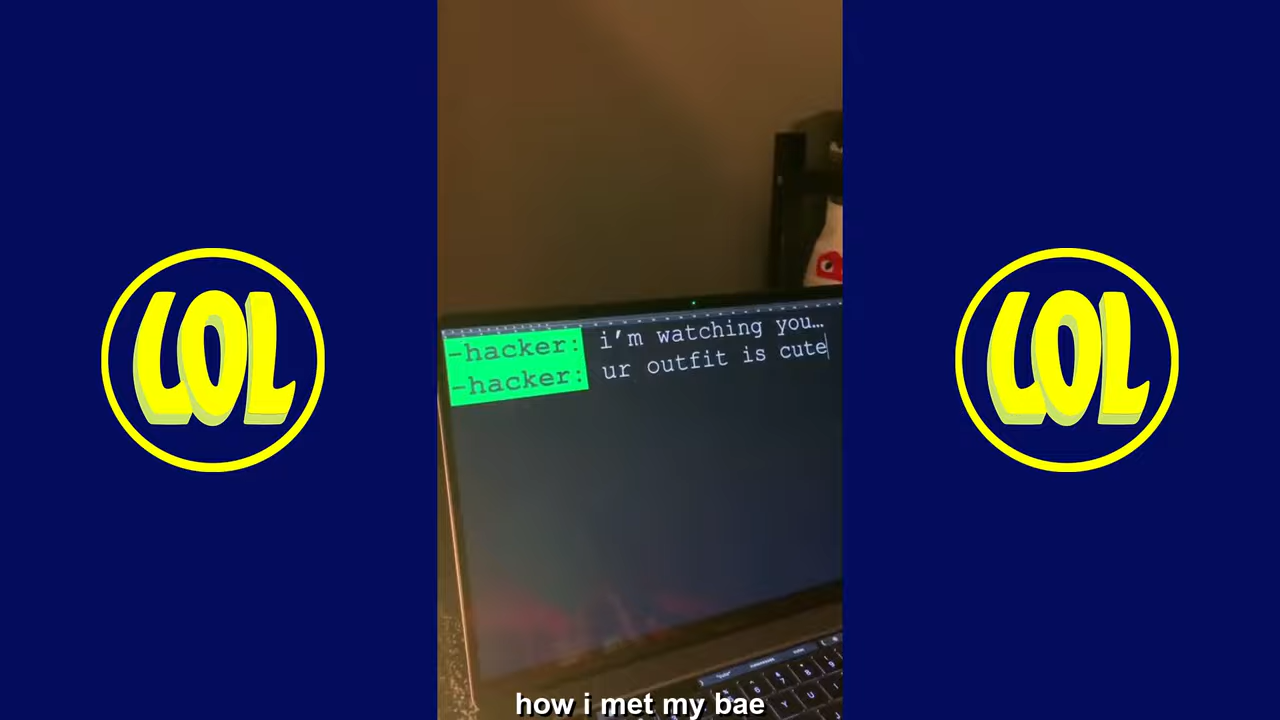 LOL
-hacker: i'm watching you…
-hacker: ur outfit is cute
LOL
how i met my bae